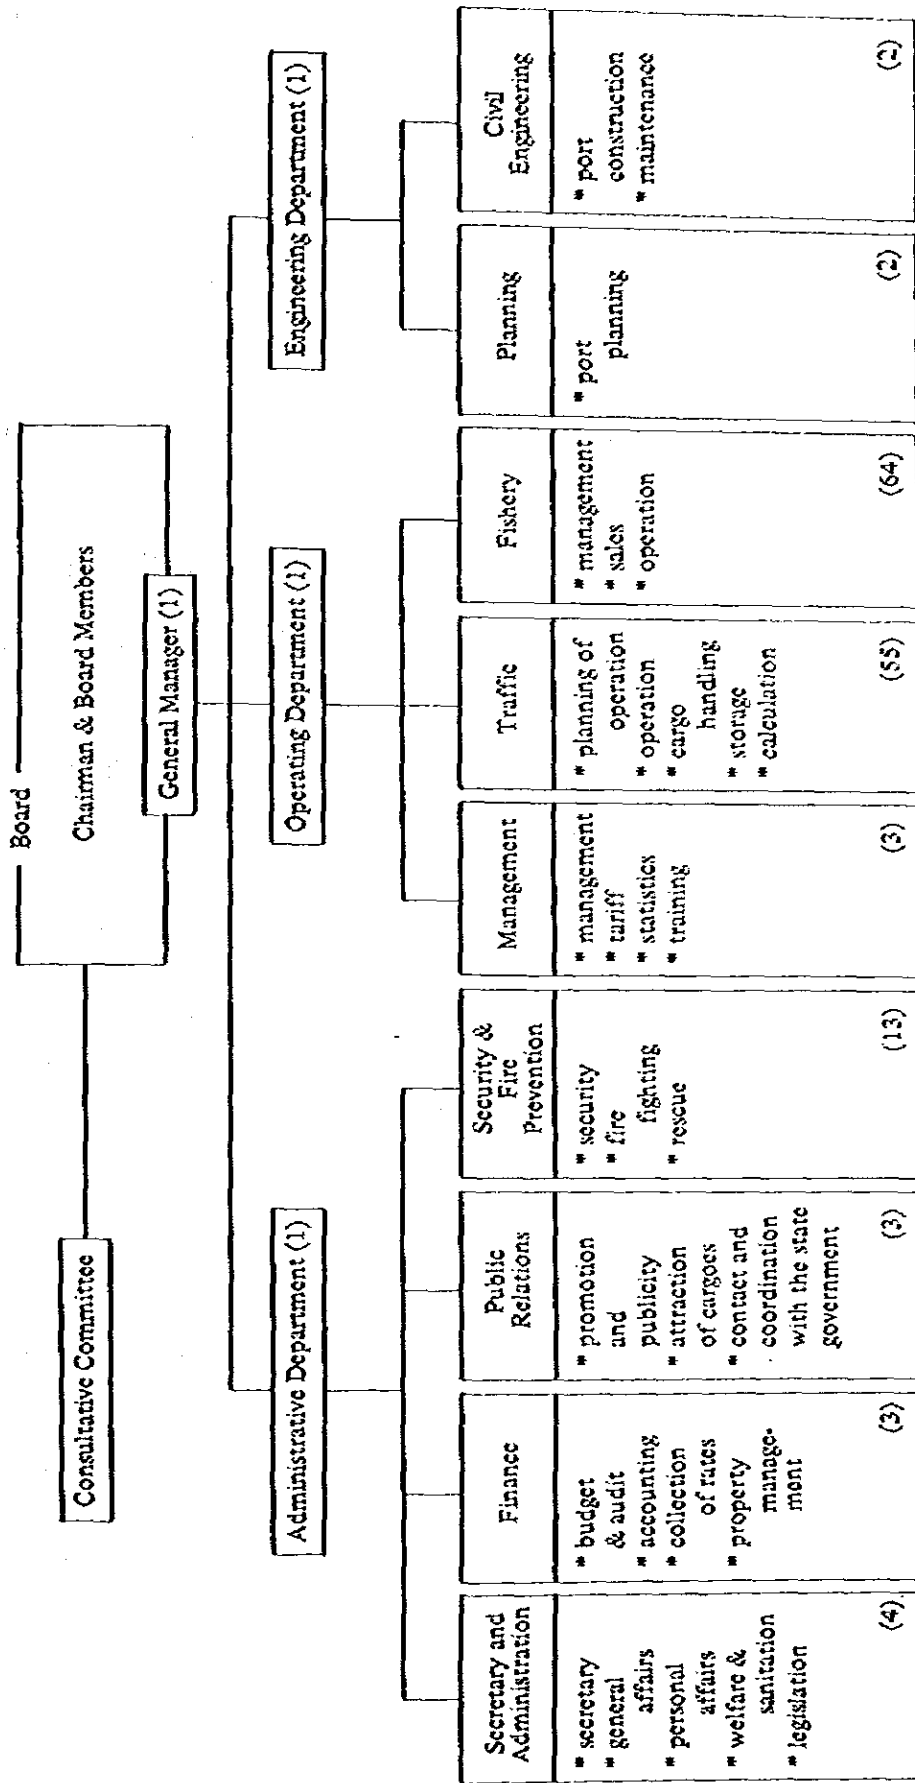 Board
Chairman & Board Members
Consultative Committee
General Manager (1)
Administrative Department (1)
Operating Department (1)
Engineering Department (1)
Secretary and
Administration
* secretary
* general
affairs
* personal
affairs
* welfare &
sanitation
* legislation
(4)
Finance
* budget
& audit
* accounting
* collection
of rates
* property
manage-
ment
(3)
Public
Relations
* promotion
and
publicity
* attraction
of cargoes
* contact and
coordination
with the state
government
(3)
Security &
Fire
Prevention
* security
* fire
fighting
* rescue
(13)
Management
* management
* tariff
* statistics
* training
(3)
Traffic
* planning of
operation
* operation
* cargo
handling
* storage
* calculation
(55)
Fishery
* management
* sales
* operation
(64)
Planning
* port
planning
(2)
Civil
Engineering
* port
construction
* maintenance
(2)